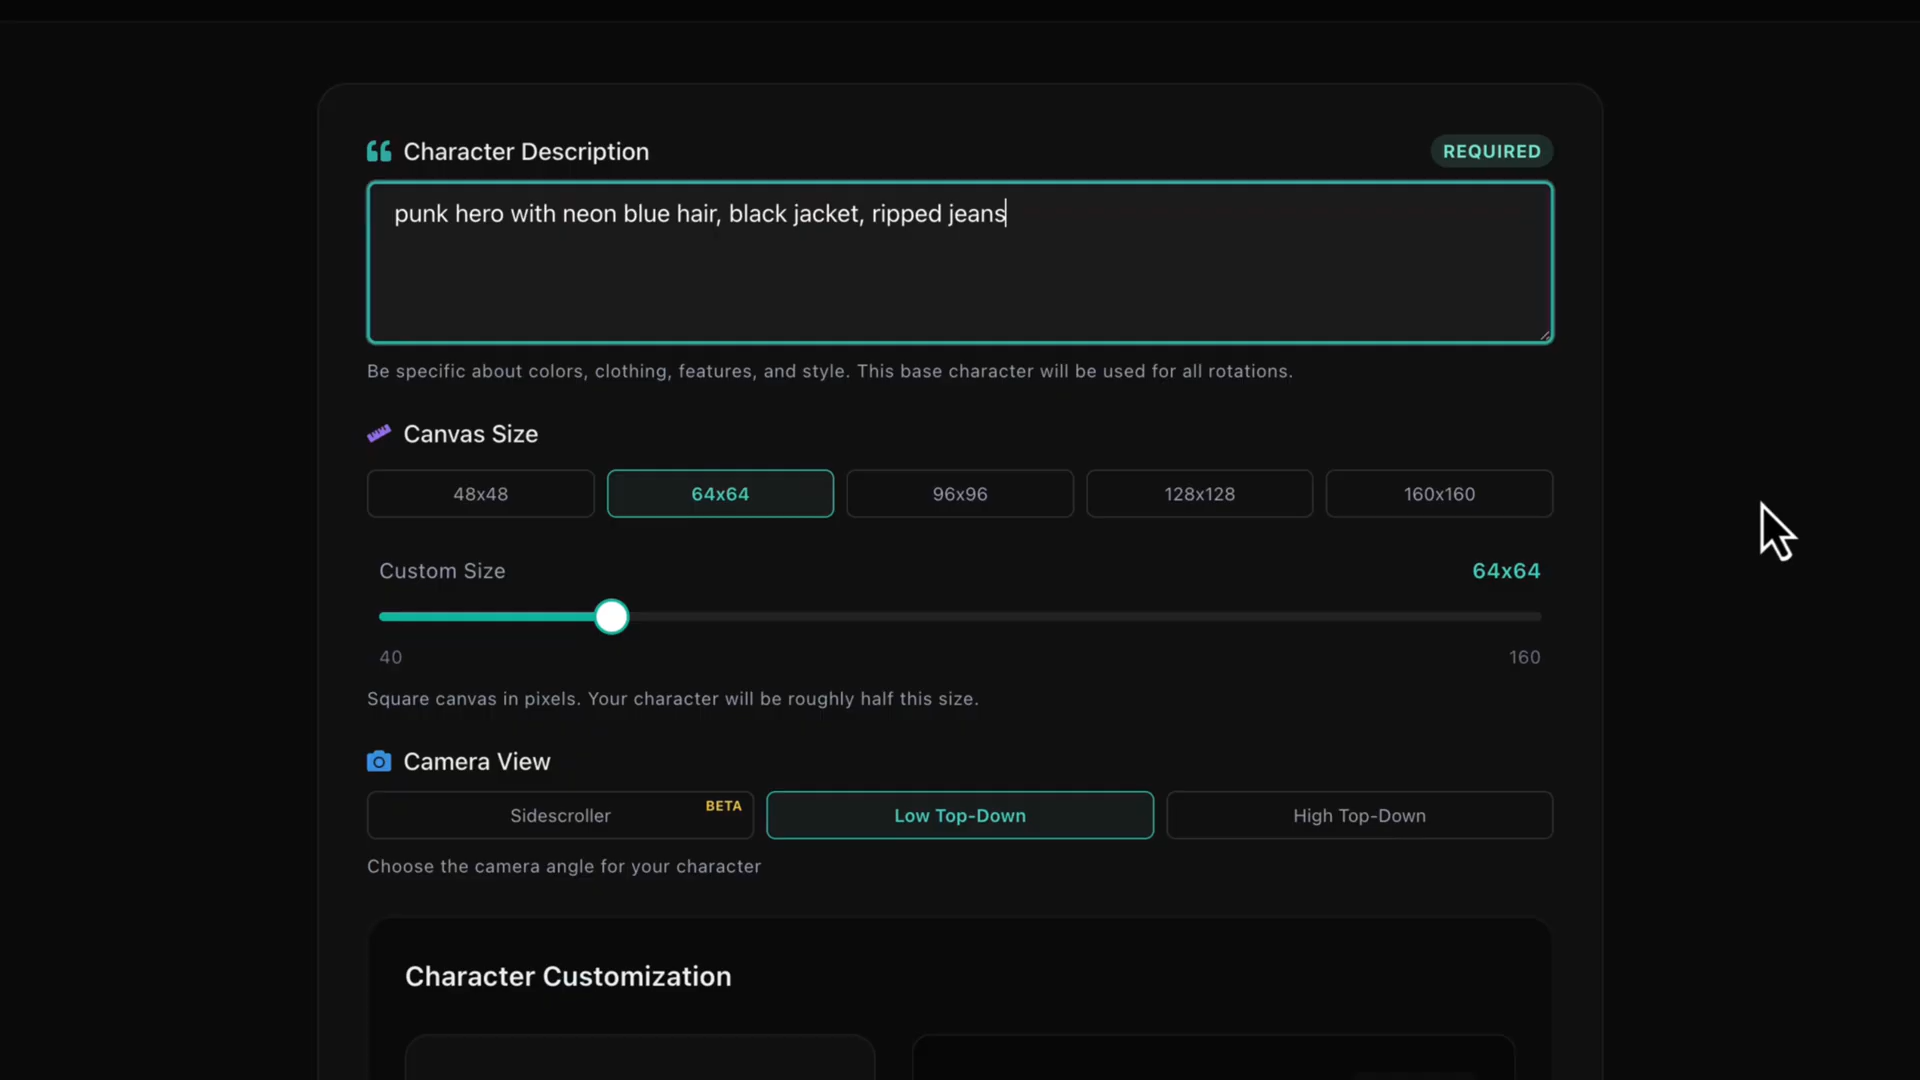 Character Description
REQUIRED
punk hero with neon blue hair, black jacket, ripped jeans
Be specific about colors, clothing, features, and style. This base character will be used for all rotations.
Canvas Size
48x48
64x64
96x96
128x128
160x160
Custom Size
64x64
40
160
Square canvas in pixels. Your character will be roughly half this size.
Camera View
Sidescroller
BETA
Low Top-Down
High Top-Down
Choose the camera angle for your character
Character Customization